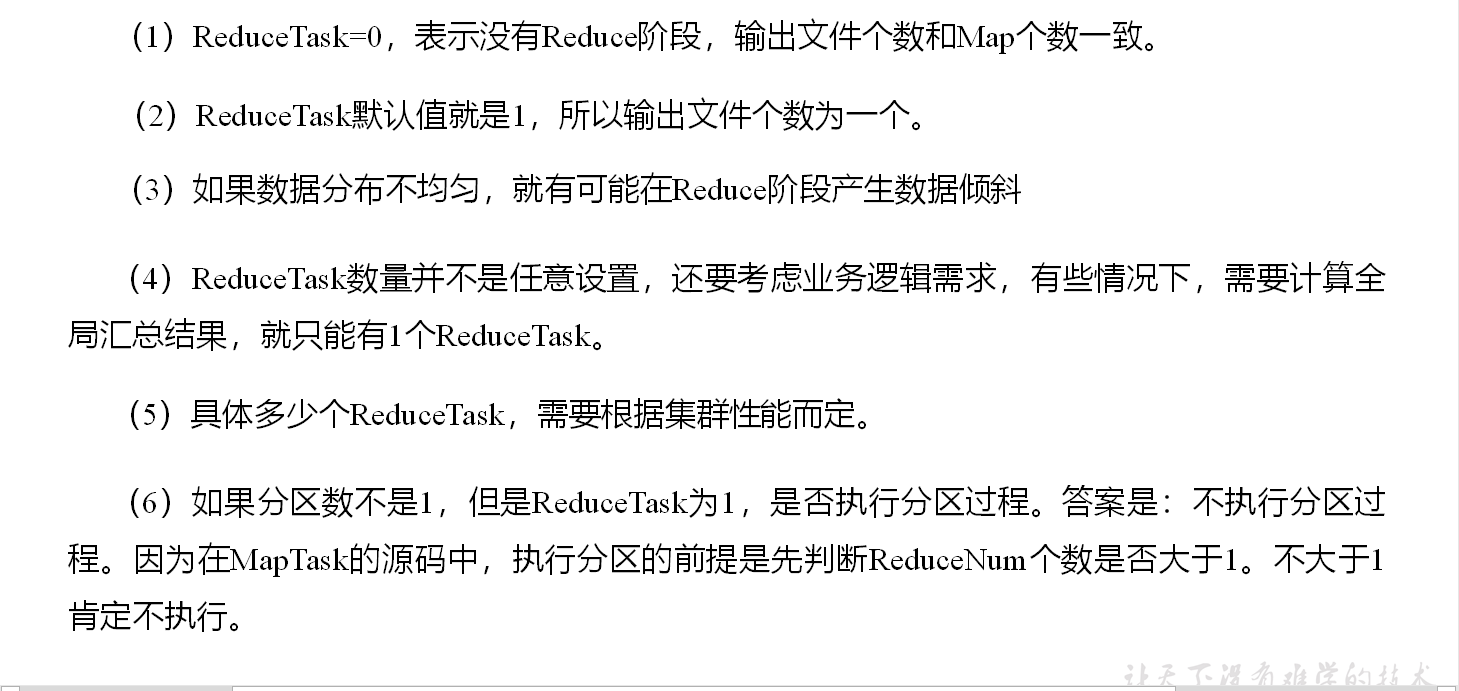 （1）ReduceTask=0，表示没有Reduce阶段，输出文件个数和Map个数一致。
（2）ReduceTask默认值就是1，所以输出文件个数为一个。
（3）如果数据分布不均匀，就有可能在Reduce阶段产生数据倾斜
（4）ReduceTask数量并不是任意设置，还要考虑业务逻辑需求，有些情况下，需要计算全
局汇总结果，就只能有1个ReduceTask。
（5）具体多少个ReduceTask，需要根据集群性能而定。
（6）如果分区数不是1，但是ReduceTask为1，是否执行分区过程。答案是：不执行分区过
程。因为在MapTask的源码中，执行分区的前提是先判断ReduceNum个数是否大于1。不大于1
肯定不执行。
让天下没有难学的技术